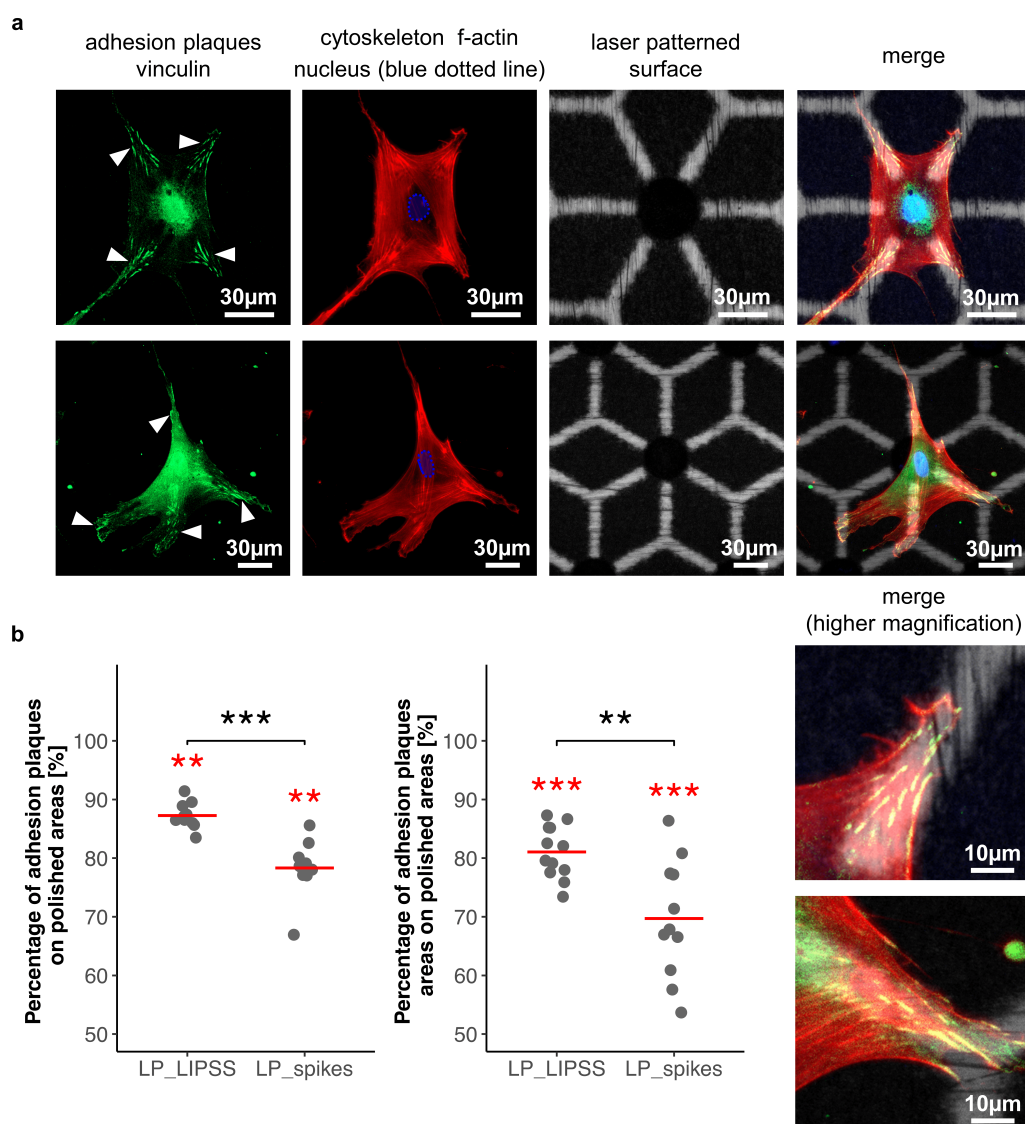 a
adhesion plaques
vinculin
cytoskeleton f-actin
nucleus (blue dotted line)
laser patterned
surface
merge
30μm
30μm
30μm
30μm
30μm
30μm
30μm
30μm
merge
(higher magnification)
b
Percentage of adhesion plaques
on polished areas [%]
100
90
80
70
60
50
***
**
**
LP_LIPSS
LP_spikes
Percentage of adhesion plaques
areas on polished areas [%]
100
90
80
70
60
50
**
***
***
LP_LIPSS
LP_spikes
10μm
10μm